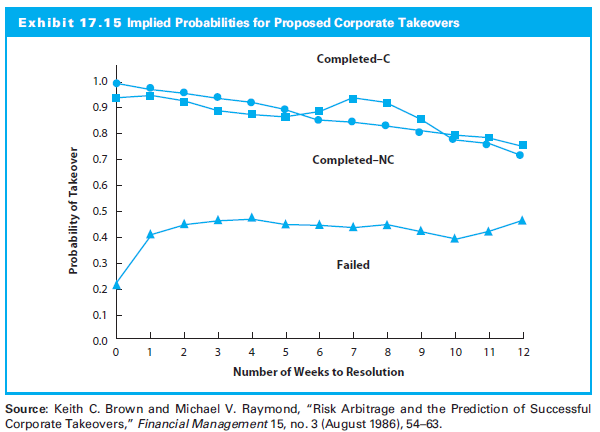 Exhibit 17.15 Implied Probabilities for Proposed Corporate Takeovers
Completed–C
1.0
0.9
0.8
0.7
0.6
0.5
0.4
0.3
0.2
0.1
0.0
Probability of Takeover
Completed–NC
Failed
0 1 2 3 4 5 6 7 8 9 10 11 12
Number of Weeks to Resolution
Source: Keith C. Brown and Michael V. Raymond, “Risk Arbitrage and the Prediction of Successful
Corporate Takeovers,” Financial Management 15, no. 3 (August 1986), 54–63.